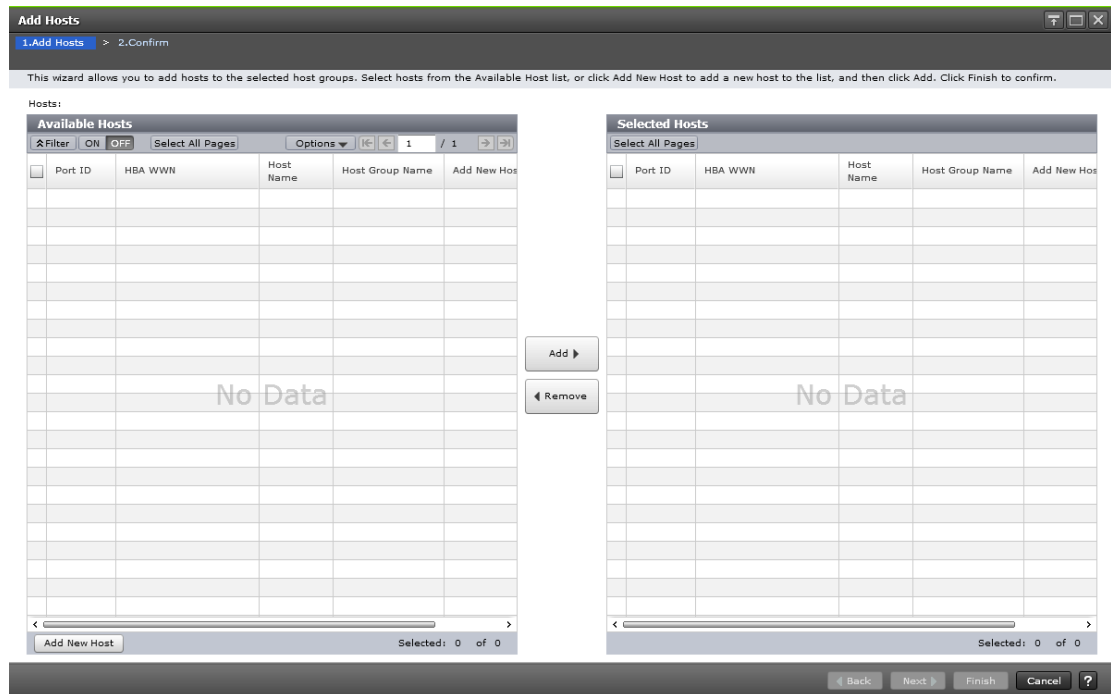 Add Hosts
1.Add Hosts > 2.Confirm
This wizard allows you to add hosts to the selected host groups. Select hosts from the Available Host list, or click Add New Host to add a new host to the list, and then click Add. Click Finish to confirm.
Hosts:
Available Hosts
Filter ON OFF Select All Pages Options 1 / 1
Port ID HBA WWN Host Name Host Group Name Add New Hos
No Data
Add New Host Selected: 0 of 0
Add
Remove
Selected Hosts
Select All Pages
Port ID HBA WWN Host Name Host Group Name Add New Hos
No Data
Selected: 0 of 0
Back Next Finish Cancel ?